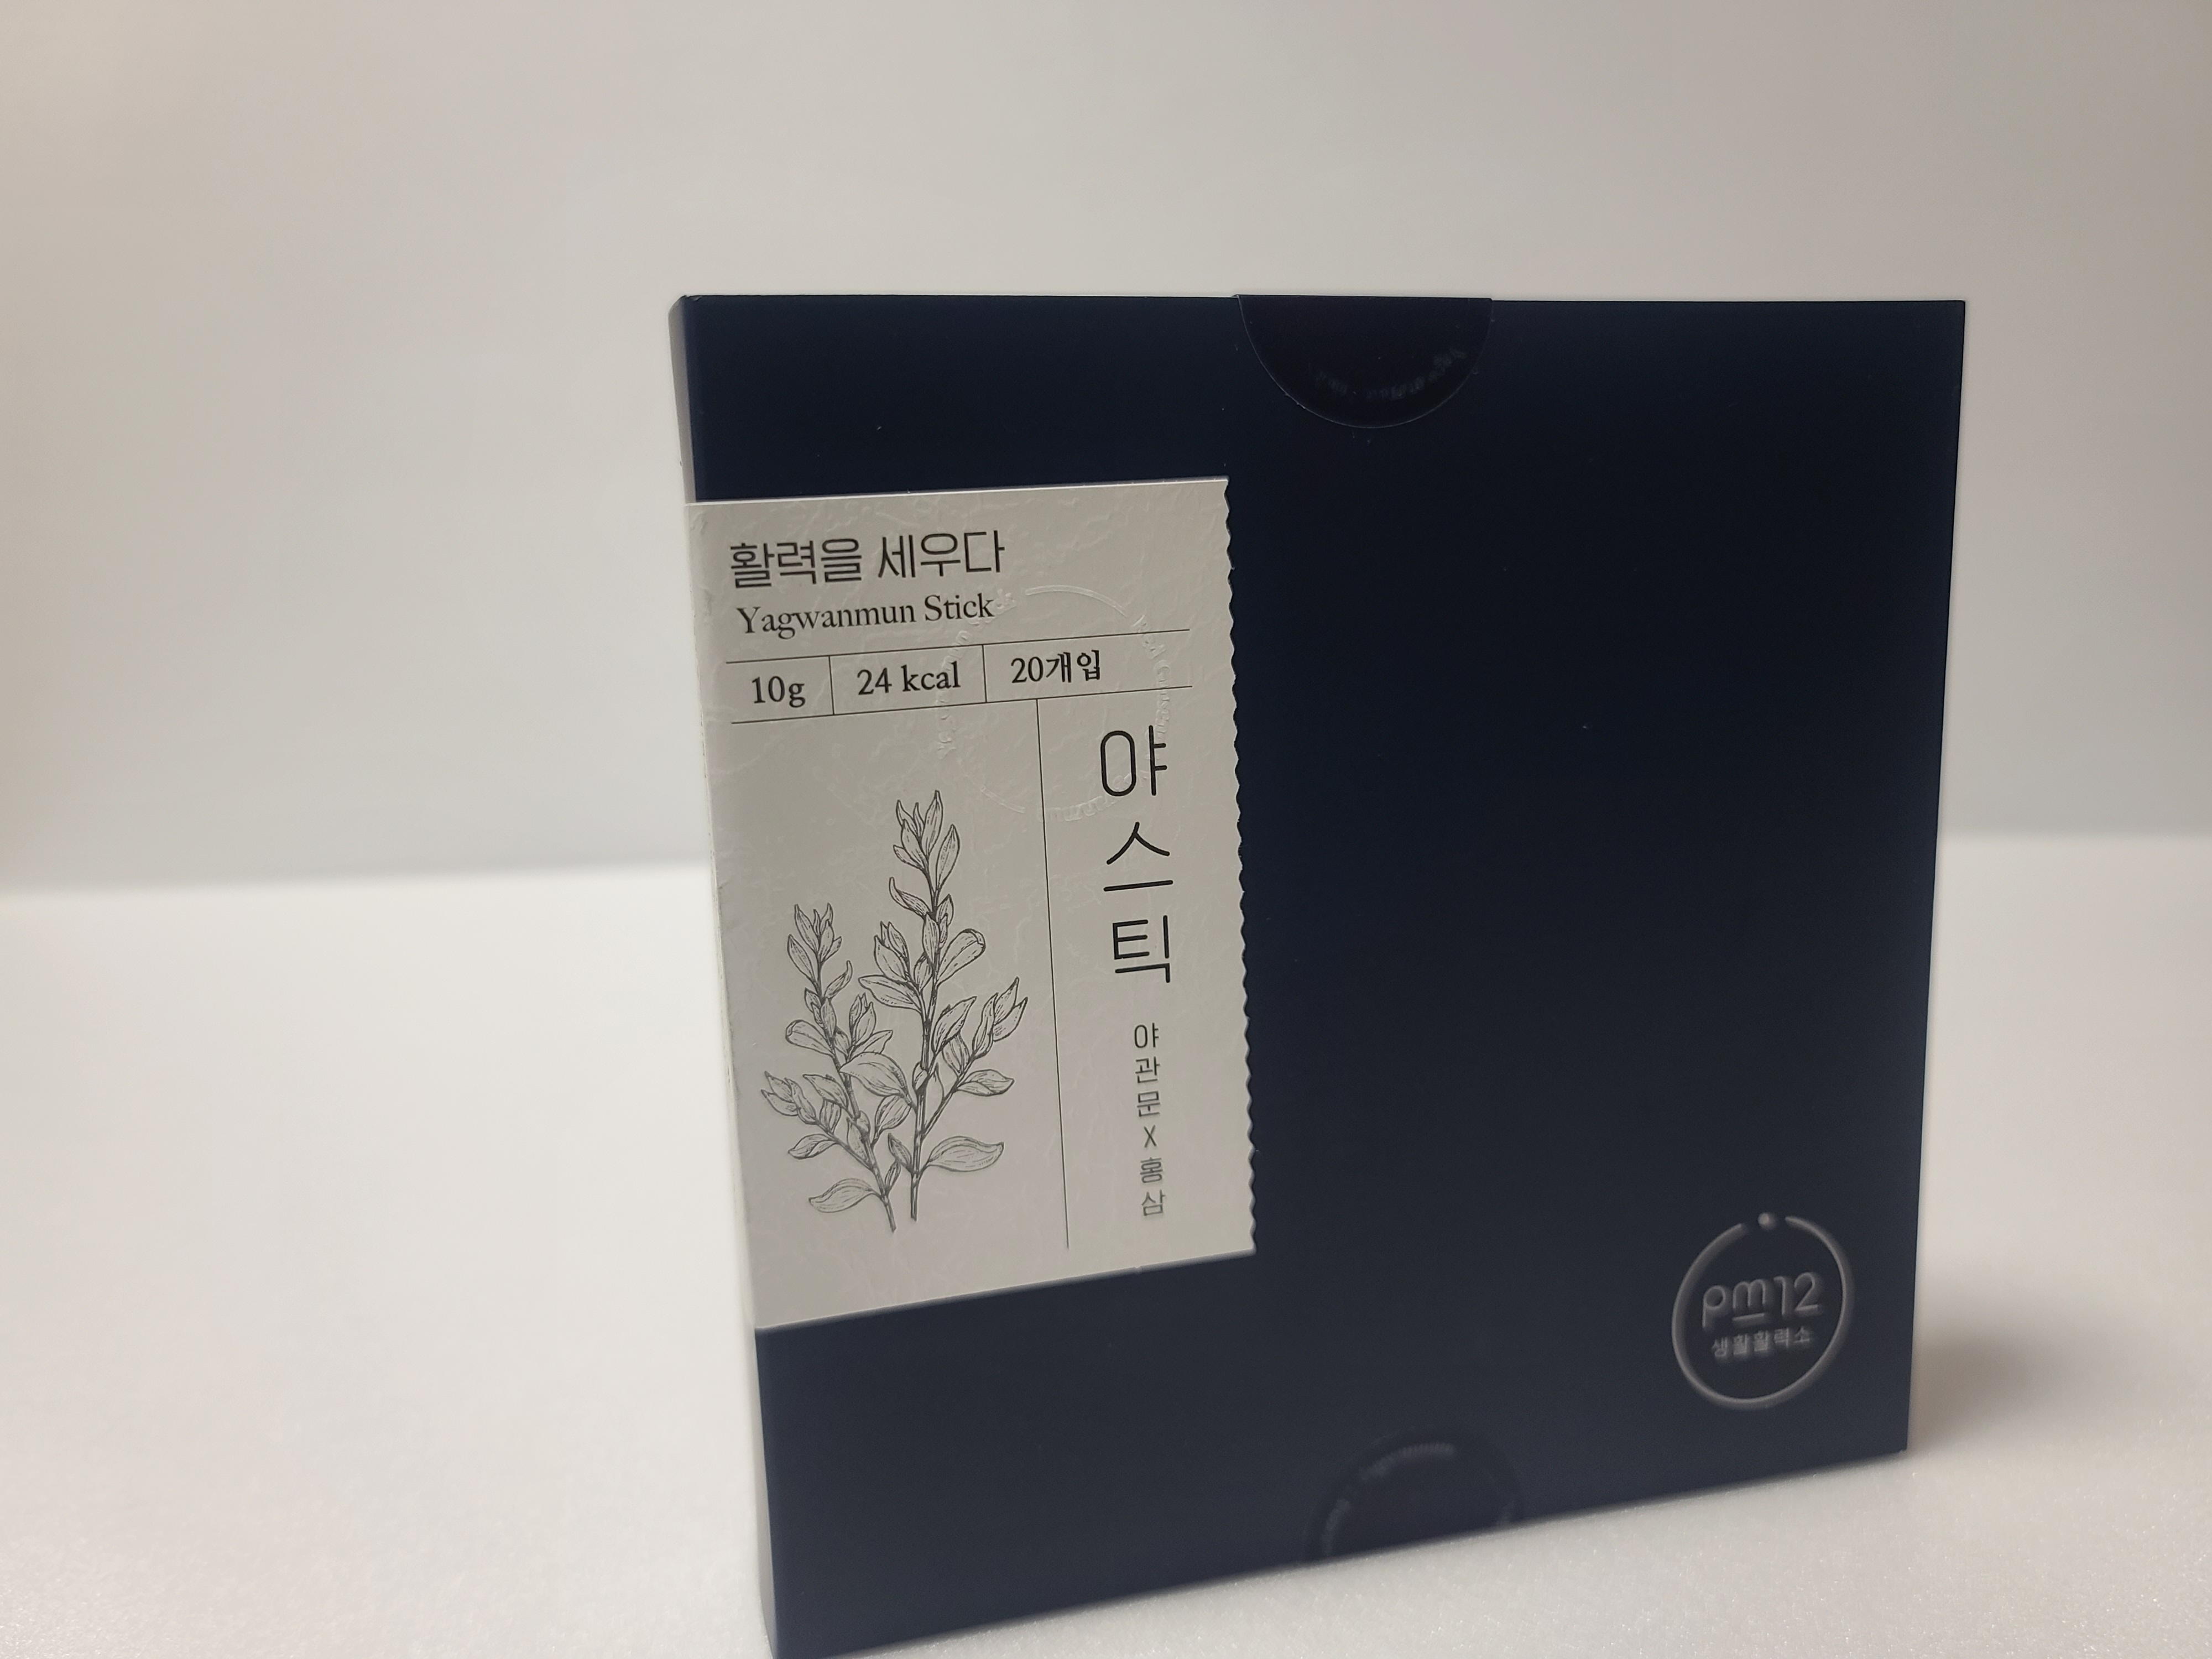 활력을 세우다
Yagwanmun Stick
10g
24 kcal
20개입
야스틱
야관문X홍삼
pm12
생활활력소